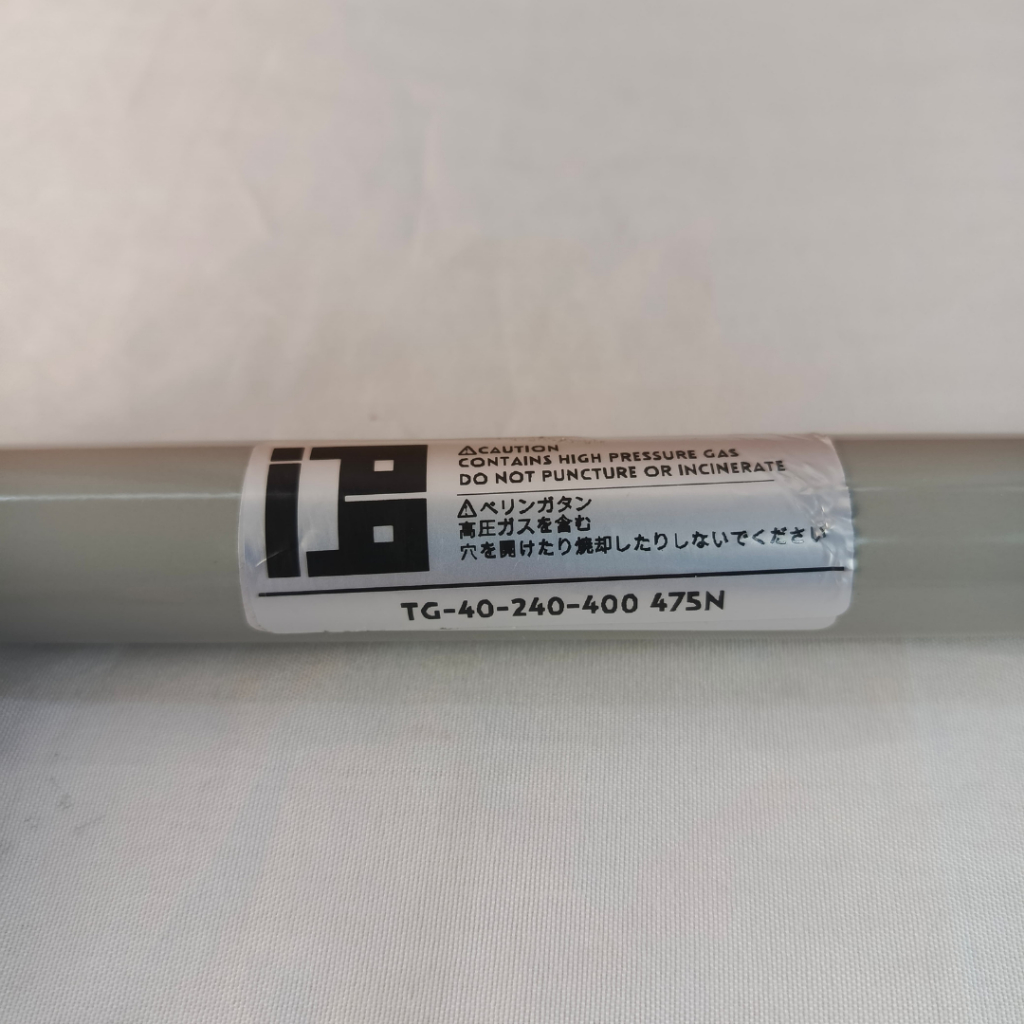 ⚠CAUTION
CONTAINS HIGH PRESSURE GAS
DO NOT PUNCTURE OR INCINERATE
⚠ペリンガタン
高圧ガスを含む
穴を開けたり焼却したりしないでください
TG-40-240-400 475N